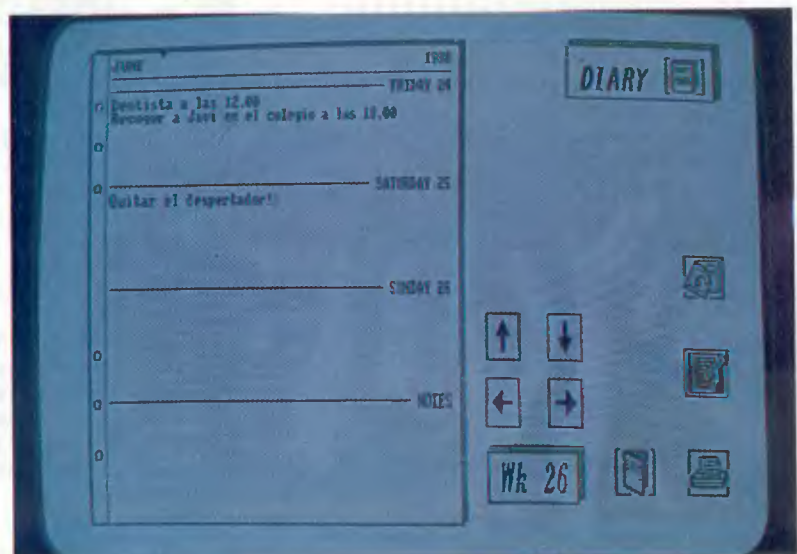 JUNE 1988
DIARY
FRIDAY 24
Dentista a las 12.00
Recoger a Javi en el colegio a las 18.00
SATURDAY 25
Quitar el despertador!
SUNDAY 26
NOTES
Wk 26